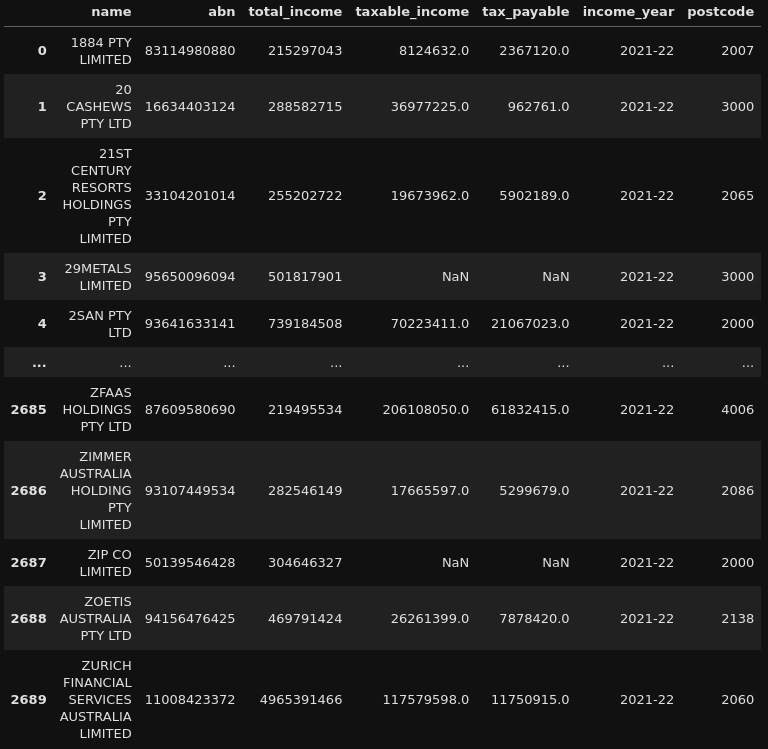 name abn total_income taxable_income tax_payable income_year postcode
0 1884 PTY LIMITED 83114980880 215297043 8124632.0 2367120.0 2021-22 2007
1 20 CASHEWS PTY LTD 16634403124 288582715 36977225.0 962761.0 2021-22 3000
2 21ST CENTURY RESORTS HOLDINGS PTY LIMITED 33104201014 255202722 19673962.0 5902189.0 2021-22 2065
3 29METALS LIMITED 95650096094 501817901 NaN NaN 2021-22 3000
4 2SAN PTY LTD 93641633141 739184508 70223411.0 21067023.0 2021-22 2000
... ... ... ... ... ... ... ...
2685 ZFAAS HOLDINGS PTY LTD 87609580690 219495534 206108050.0 61832415.0 2021-22 4006
2686 ZIMMER AUSTRALIA HOLDING PTY LIMITED 93107449534 282546149 17665597.0 5299679.0 2021-22 2086
2687 ZIP CO LIMITED 50139546428 304646327 NaN NaN 2021-22 2000
2688 ZOETIS AUSTRALIA PTY LTD 94156476425 469791424 26261399.0 7878420.0 2021-22 2138
2689 ZURICH FINANCIAL SERVICES AUSTRALIA LIMITED 11008423372 4965391466 117579598.0 11750915.0 2021-22 2060